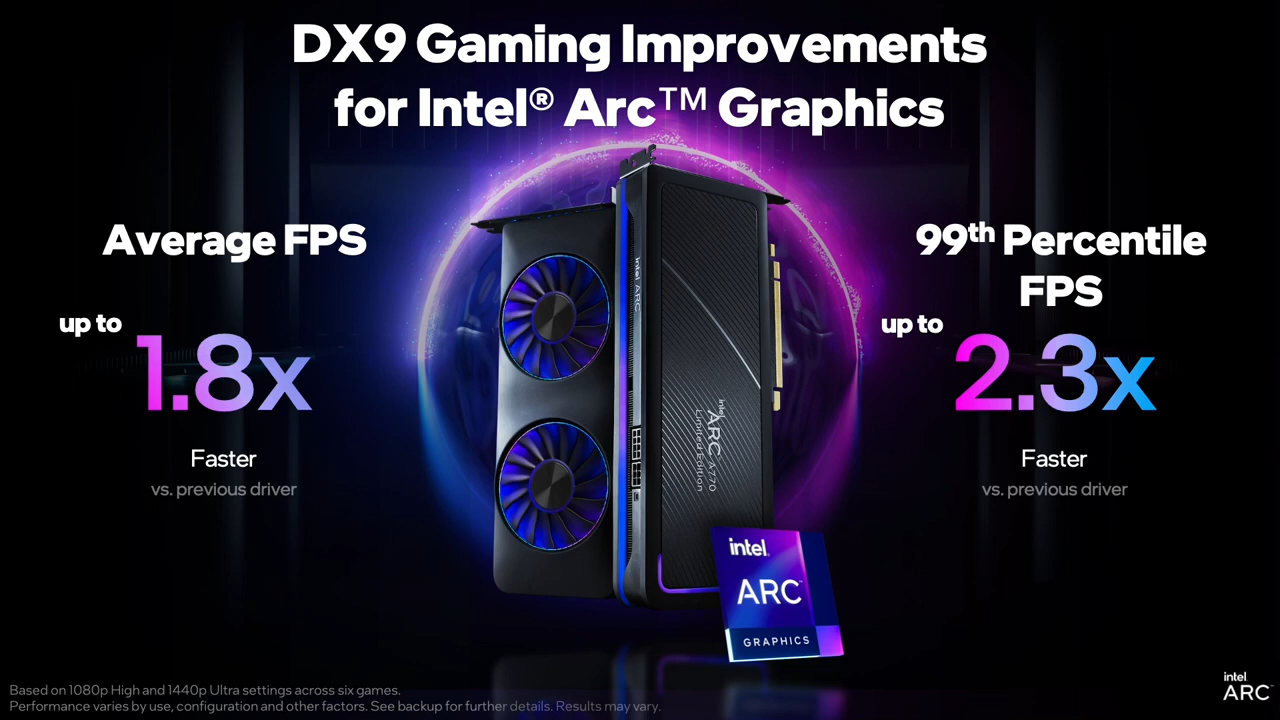 DX9 Gaming Improvements
for Intel® Arc™ Graphics
Average FPS
up to
1.8x
Faster
vs. previous driver
99th Percentile
FPS
up to
2.3x
Faster
vs. previous driver
intel ARC
intel
ARC A770
Limited Edition
intel.
ARC™
GRAPHICS
Based on 1080p High and 1440p Ultra settings across six games.
Performance varies by use, configuration and other factors. See backup for further details. Results may vary.
intel
ARC